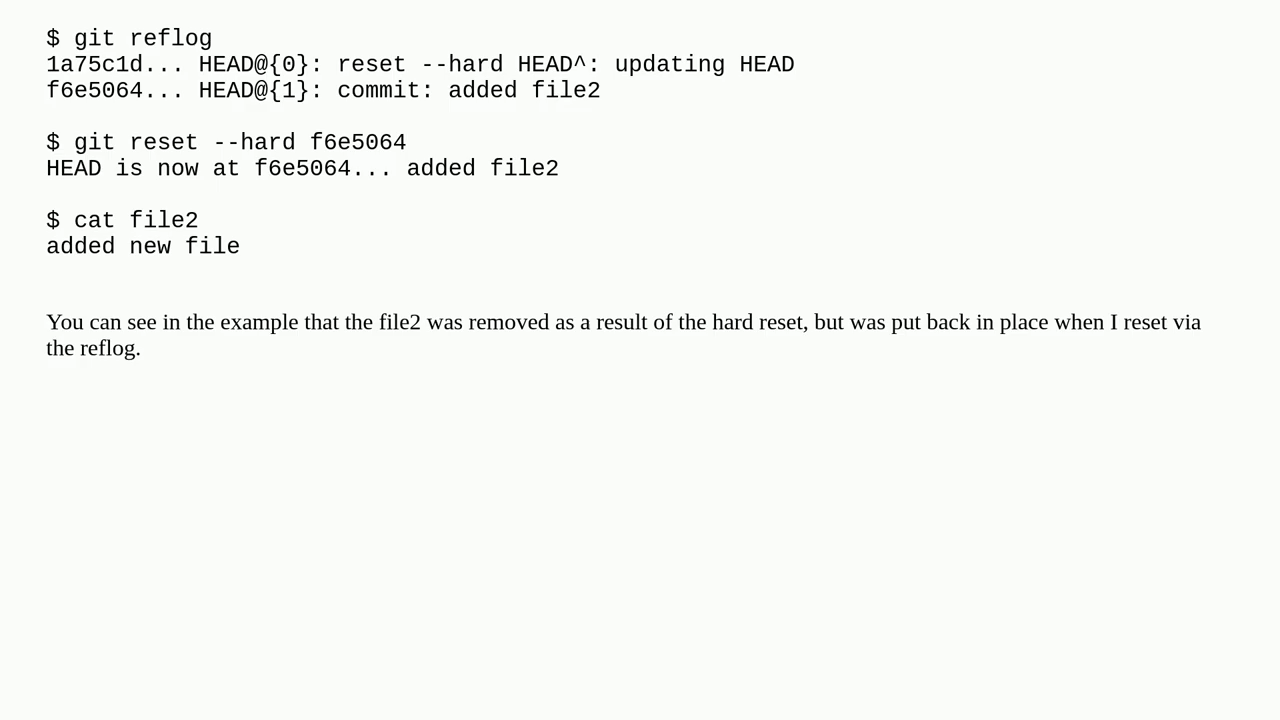 $ git reflog
1a75c1d... HEAD@{0}: reset --hard HEAD^: updating HEAD
f6e5064... HEAD@{1}: commit: added file2
$ git reset --hard f6e5064
HEAD is now at f6e5064... added file2
$ cat file2
added new file
You can see in the example that the file2 was removed as a result of the hard reset, but was put back in place when I reset via
the reflog.